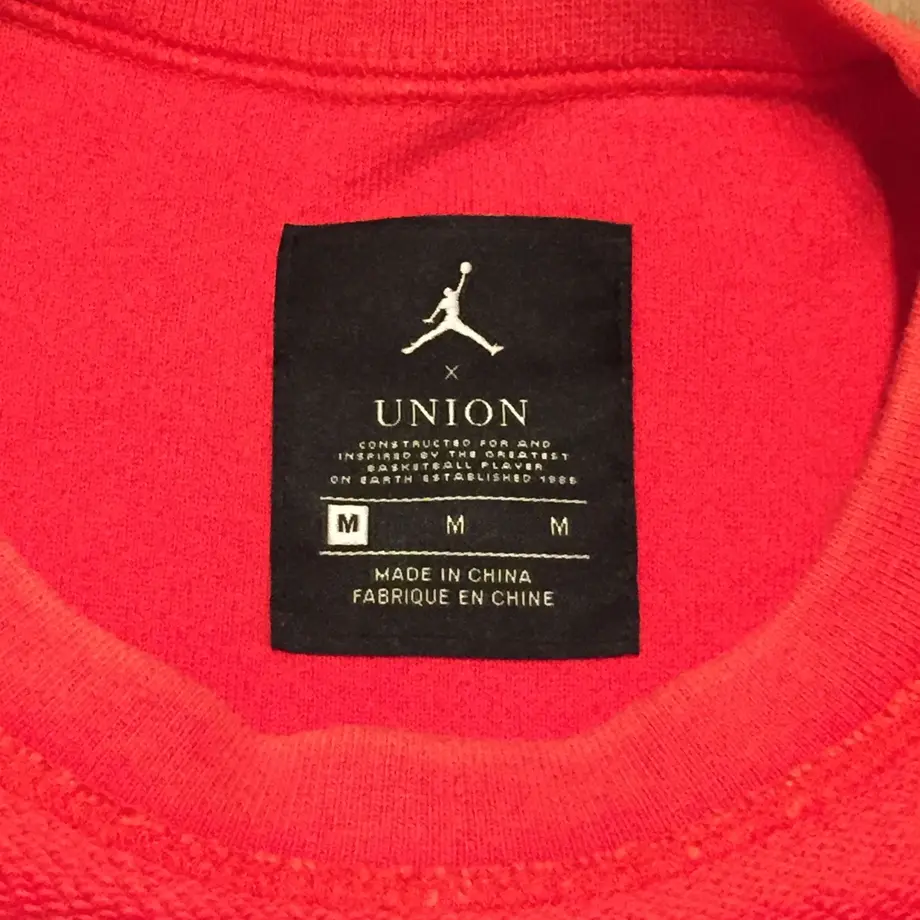 ×
UNION
CONSTRUCTED FOR AND
INSPIRED BY THE GREATEST
BASKETBALL PLAYER
ON EARTH ESTABLISHED 1985
M M M
MADE IN CHINA
FABRIQUE EN CHINE